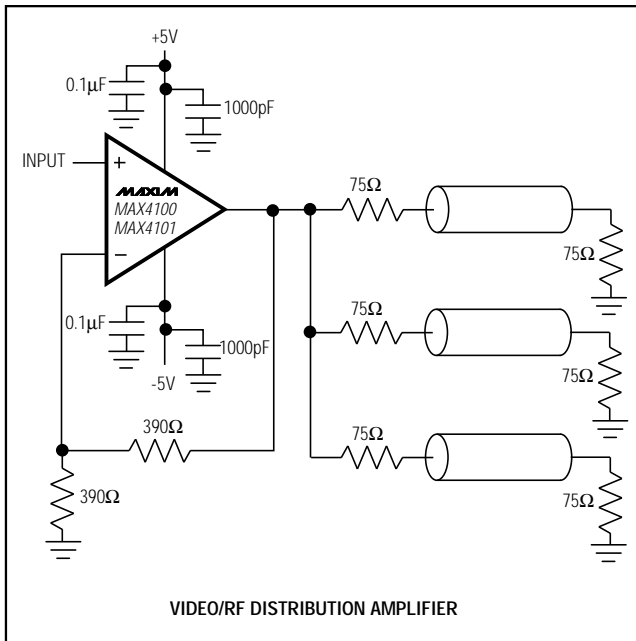 +5V
0.1µF
1000pF
INPUT
+
MAXIM
MAX4100
MAX4101
−
75Ω
75Ω
0.1µF
1000pF
-5V
75Ω
75Ω
390Ω
75Ω
75Ω
390Ω
VIDEO/RF DISTRIBUTION AMPLIFIER